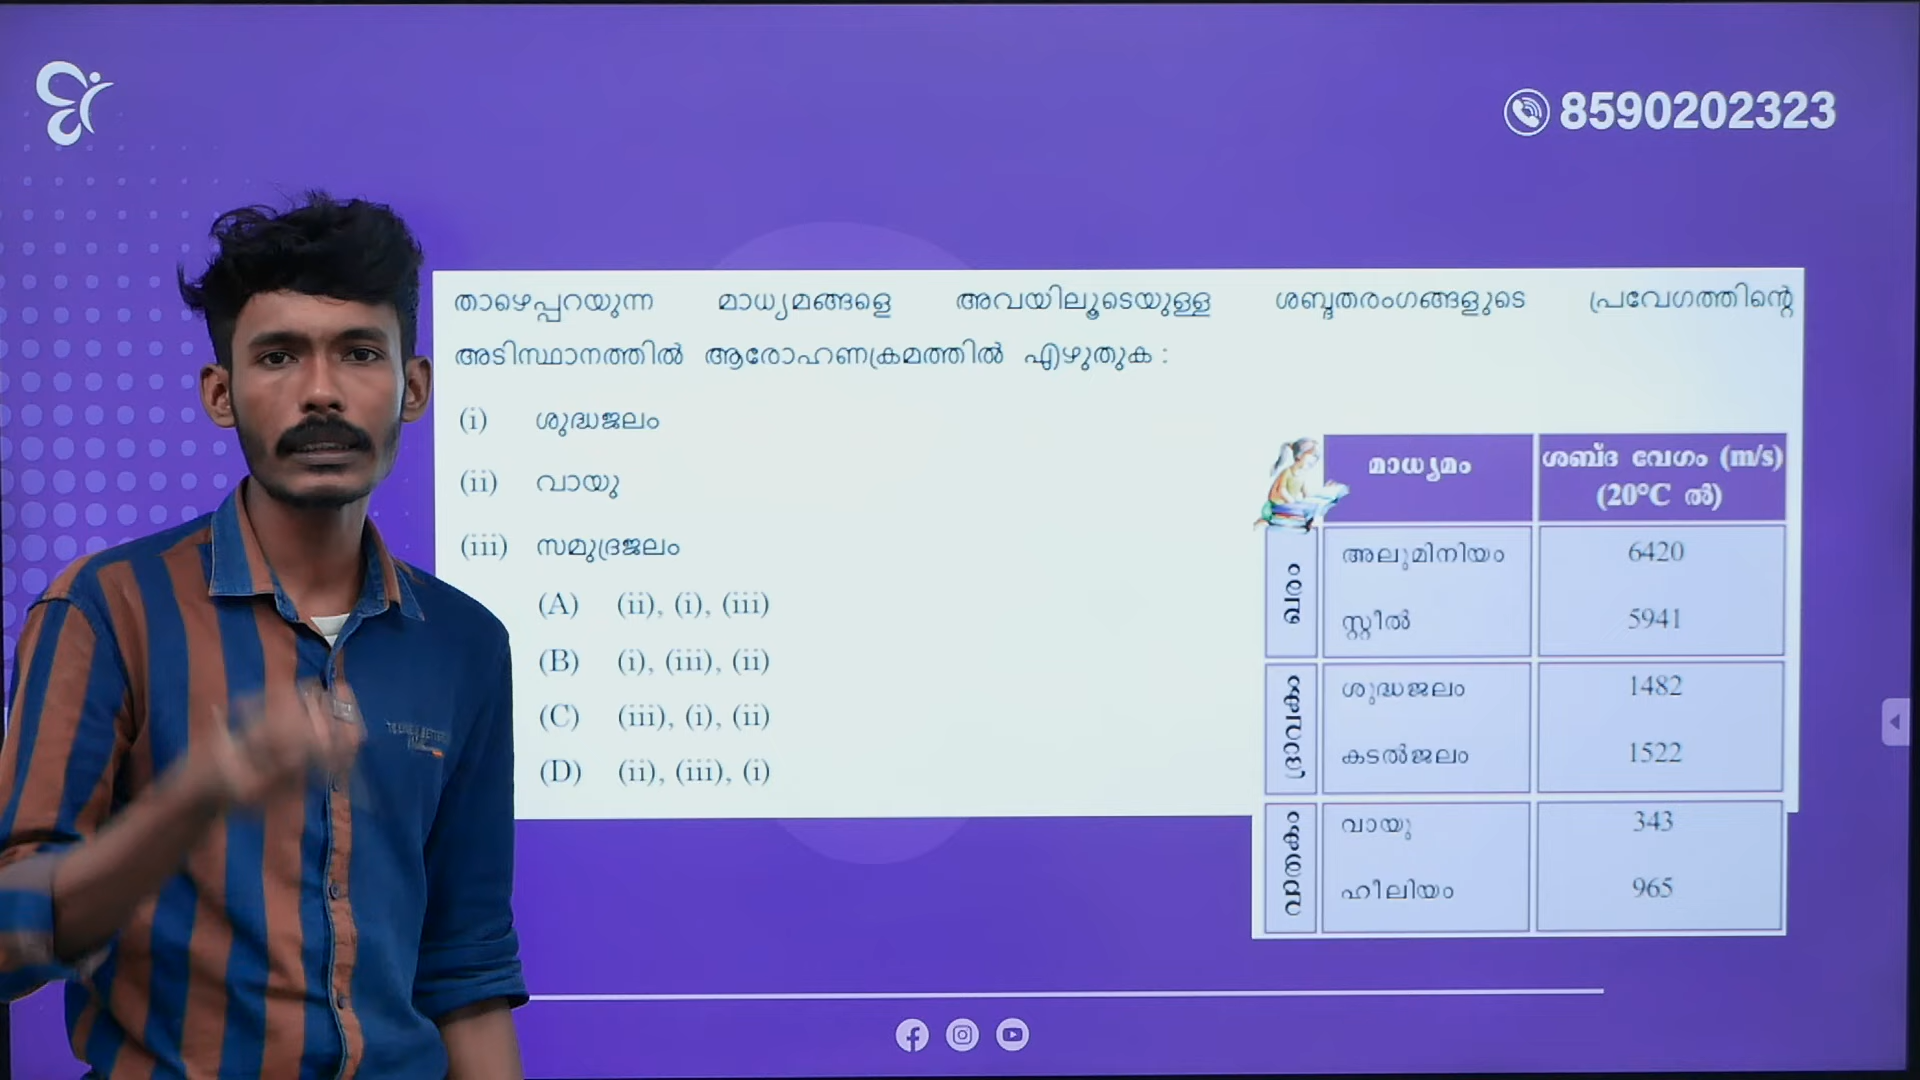 8590202323
താഴെപ്പറയുന്ന മാധ്യമങ്ങളെ അവയിലൂടെയുള്ള ശബ്ദതരംഗങ്ങളുടെ പ്രവേഗത്തിന്റെ
അടിസ്ഥാനത്തിൽ ആരോഹണക്രമത്തിൽ എഴുതുക :
(i) ശുദ്ധജലം
(ii) വായു
(iii) സമുദ്രജലം
(A) (ii), (i), (iii)
(B) (i), (iii), (ii)
(C) (iii), (i), (ii)
(D) (ii), (iii), (i)
മാധ്യമം ശബ്ദ വേഗം (m/s)
(20°C ൽ)
ഖരം
അലുമിനിയം 6420
സ്റ്റീൽ 5941
ദ്രാവകം
ശുദ്ധജലം 1482
കടൽജലം 1522
വാതകം
വായു 343
ഹീലിയം 965